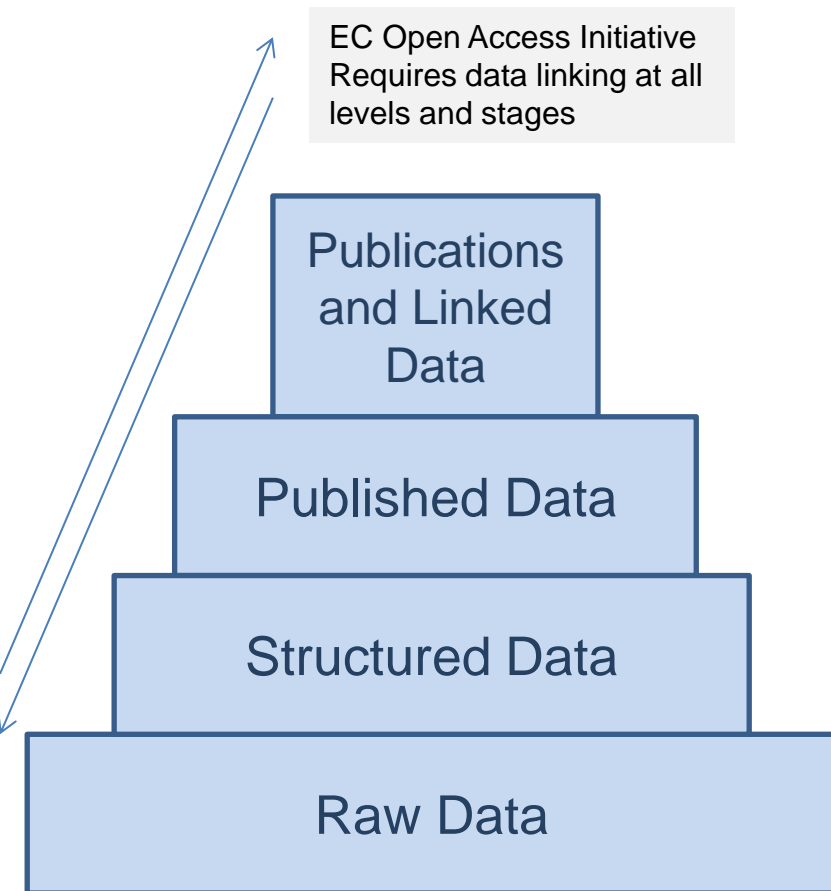 EC Open Access Initiative
Requires data linking at all
levels and stages
Publications
and Linked
Data
Published Data
Structured Data
Raw Data